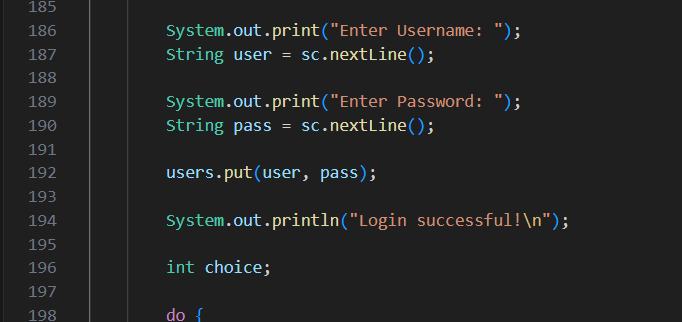 185
186 System.out.print("Enter Username: ");
187 String user = sc.nextLine();
188
189 System.out.print("Enter Password: ");
190 String pass = sc.nextLine();
191
192 users.put(user, pass);
193
194 System.out.println("Login successful!\n");
195
196 int choice;
197
198 do {